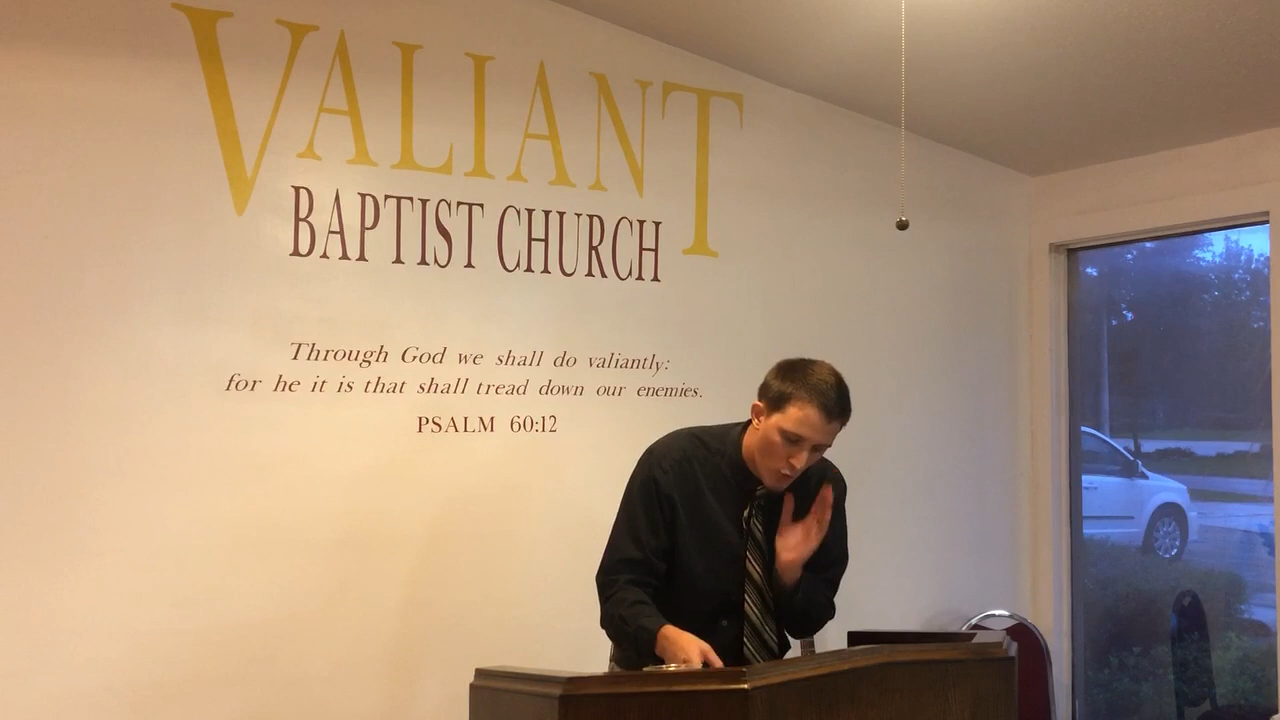 VALIANT
BAPTIST CHURCH
Through God we shall do valiantly:
for he it is that shall tread down our enemies.
PSALM 60:12